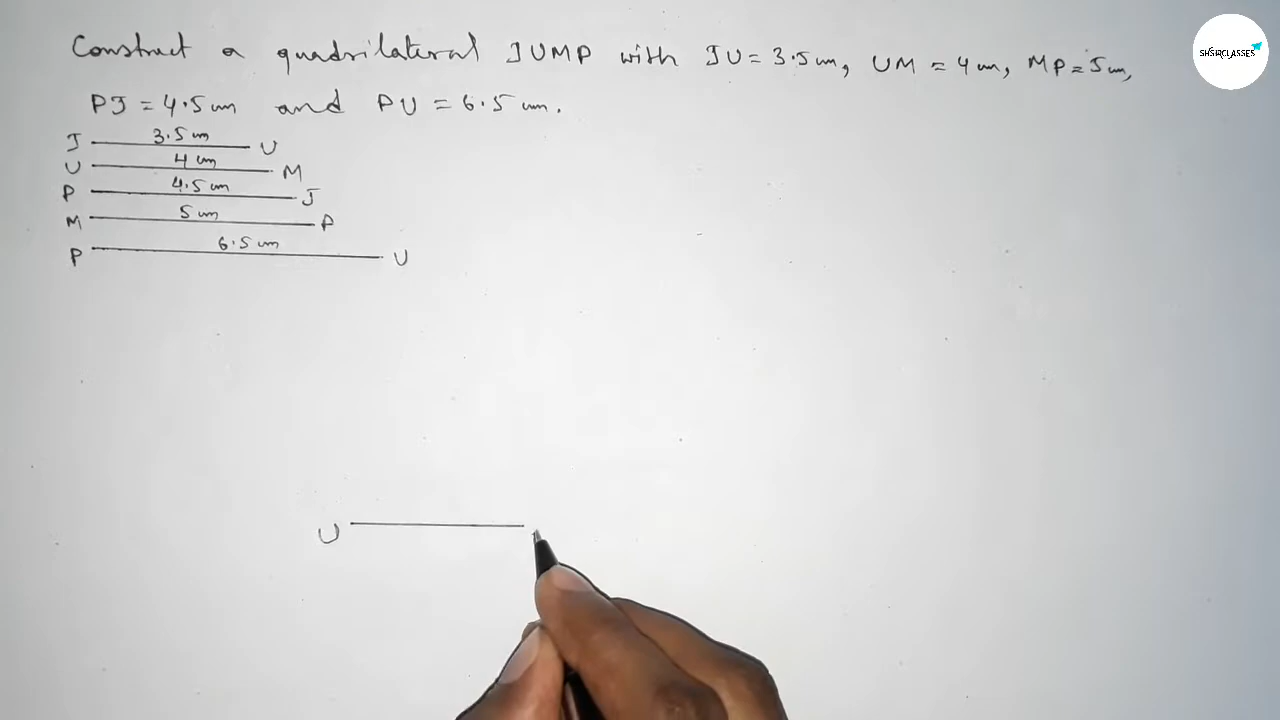 Construct a quadrilateral JUMP with JU = 3.5 cm, UM = 4 cm, MP = 5 cm,
PJ = 4.5 cm and PU = 6.5 cm.
J 3.5 cm U
U 4 cm M
P 4.5 cm J
M 5 cm P
P 6.5 cm U
U
SHSIRCLASSES